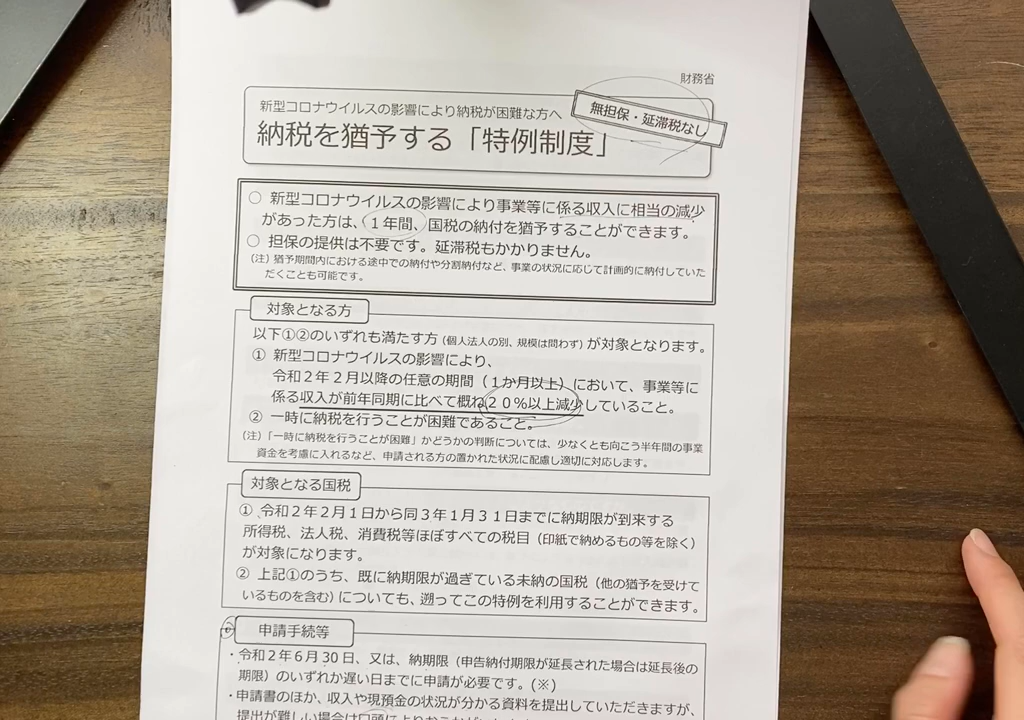 財務省
新型コロナウイルスの影響により納税が困難な方へ
無担保・延滞税なし
納税を猶予する「特例制度」
○ 新型コロナウイルスの影響により事業等に係る収入に相当の減少
があった方は、1年間、国税の納付を猶予することができます。
○ 担保の提供は不要です。延滞税もかかりません。
(注) 猶予期間内における途中での納付や分割納付など、事業の状況に応じて計画的に納付していた
だくことも可能です。
対象となる方
以下①②のいずれも満たす方 (個人法人の別、規模は問わず) が対象となります。
① 新型コロナウイルスの影響により、
令和2年2月以降の任意の期間(1か月以上)において、事業等に
係る収入が前年同期に比べて概ね20%以上減少していること。
② 一時に納税を行うことが困難であること。
(注)「一時に納税を行うことが困難」かどうかの判断については、少なくとも向こう半年間の事業
資金を考慮に入れるなど、申請される方の置かれた状況に配慮し適切に対応します。
対象となる国税
① 令和2年2月1日から同3年1月31日までに納期限が到来する
所得税、法人税、消費税等ほぼすべての税目(印紙で納めるもの等を除く)
が対象になります。
② 上記①のうち、既に納期限が過ぎている未納の国税(他の猶予を受けて
いるものを含む)についても、遡ってこの特例を利用することができます。
申請手続等
・令和2年6月30日、又は、納期限(申告納付期限が延長された場合は延長後の
期限)のいずれか遅い日までに申請が必要です。(※)
・申請書のほか、収入や現預金の状況が分かる資料を提出していただきますが、
提出が難しい場合は口頭により